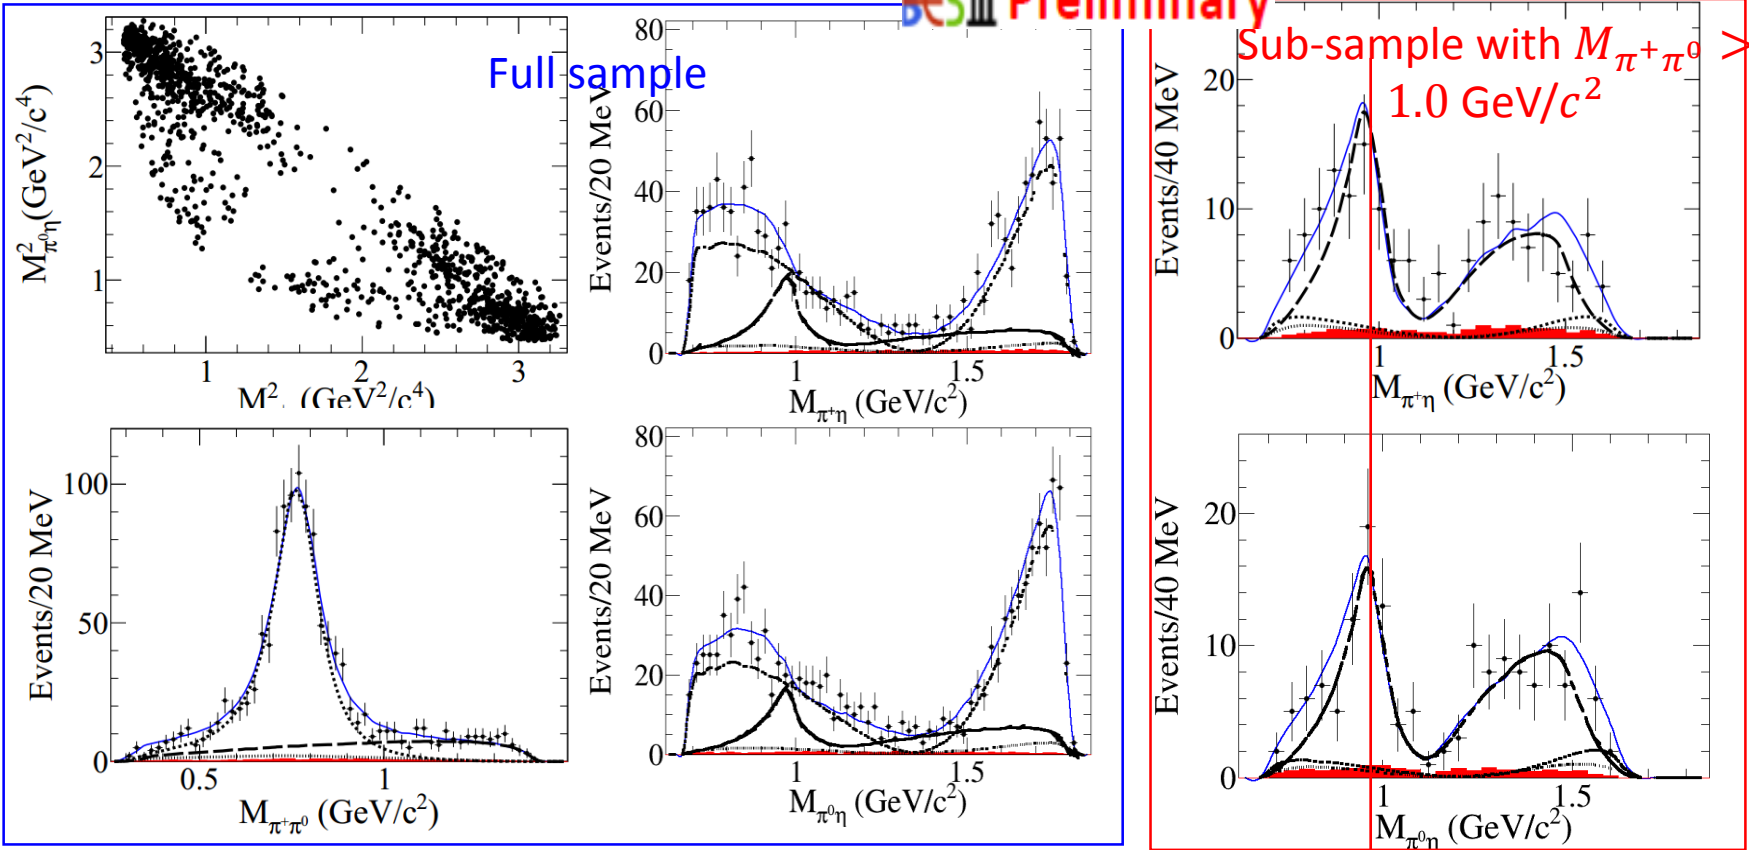 BESIII Preliminary
Full sample
Sub-sample with M_{π⁺π⁰} >
1.0 GeV/c²
M²_{π⁰η}(GeV²/c⁴)
3
2
1
1
2
3
(GeV²/c⁴)
Events/20 MeV
80
60
40
20
0
1
1.5
M_{π⁺η} (GeV/c²)
Events/40 MeV
20
10
0
1
1.5
M_{π⁺η} (GeV/c²)
Events/20 MeV
100
50
0
0.5
1
M_{π⁺π⁰} (GeV/c²)
Events/20 MeV
80
60
40
20
0
1
1.5
M_{π⁰η} (GeV/c²)
Events/40 MeV
20
10
0
1
1.5
M_{π⁰η} (GeV/c²)